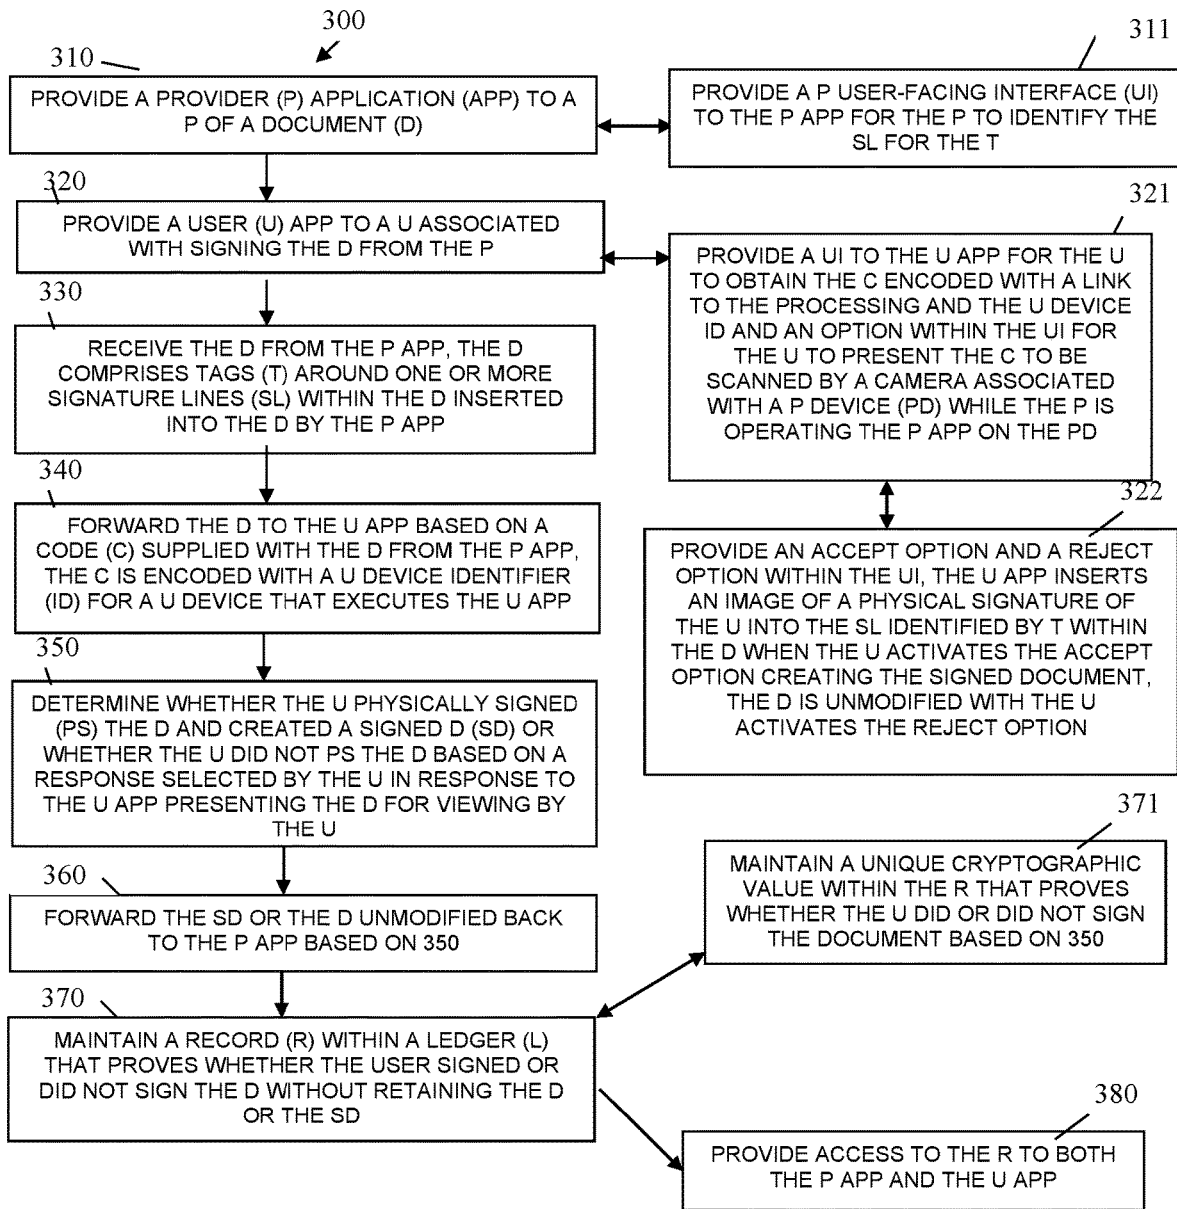 300
310
PROVIDE A PROVIDER (P) APPLICATION (APP) TO A
P OF A DOCUMENT (D)
311
PROVIDE A P USER-FACING INTERFACE (UI)
TO THE P APP FOR THE P TO IDENTIFY THE
SL FOR THE T
320
PROVIDE A USER (U) APP TO A U ASSOCIATED
WITH SIGNING THE D FROM THE P
321
PROVIDE A UI TO THE U APP FOR THE U
TO OBTAIN THE C ENCODED WITH A LINK
TO THE PROCESSING AND THE U DEVICE
ID AND AN OPTION WITHIN THE UI FOR
THE U TO PRESENT THE C TO BE
SCANNED BY A CAMERA ASSOCIATED
WITH A P DEVICE (PD) WHILE THE P IS
OPERATING THE P APP ON THE PD
330
RECEIVE THE D FROM THE P APP, THE D
COMPRISES TAGS (T) AROUND ONE OR MORE
SIGNATURE LINES (SL) WITHIN THE D INSERTED
INTO THE D BY THE P APP
340
FORWARD THE D TO THE U APP BASED ON A
CODE (C) SUPPLIED WITH THE D FROM THE P APP,
THE C IS ENCODED WITH A U DEVICE IDENTIFIER
(ID) FOR A U DEVICE THAT EXECUTES THE U APP
322
PROVIDE AN ACCEPT OPTION AND A REJECT
OPTION WITHIN THE UI, THE U APP INSERTS
AN IMAGE OF A PHYSICAL SIGNATURE OF
THE U INTO THE SL IDENTIFIED BY T WITHIN
THE D WHEN THE U ACTIVATES THE ACCEPT
OPTION CREATING THE SIGNED DOCUMENT,
THE D IS UNMODIFIED WITH THE U
ACTIVATES THE REJECT OPTION
350
DETERMINE WHETHER THE U PHYSICALLY SIGNED
(PS) THE D AND CREATED A SIGNED D (SD) OR
WHETHER THE U DID NOT PS THE D BASED ON A
RESPONSE SELECTED BY THE U IN RESPONSE TO
THE U APP PRESENTING THE D FOR VIEWING BY
THE U
360
FORWARD THE SD OR THE D UNMODIFIED BACK
TO THE P APP BASED ON 350
371
MAINTAIN A UNIQUE CRYPTOGRAPHIC
VALUE WITHIN THE R THAT PROVES
WHETHER THE U DID OR DID NOT SIGN
THE DOCUMENT BASED ON 350
370
MAINTAIN A RECORD (R) WITHIN A LEDGER (L)
THAT PROVES WHETHER THE USER SIGNED OR
DID NOT SIGN THE D WITHOUT RETAINING THE D
OR THE SD
380
PROVIDE ACCESS TO THE R TO BOTH
THE P APP AND THE U APP